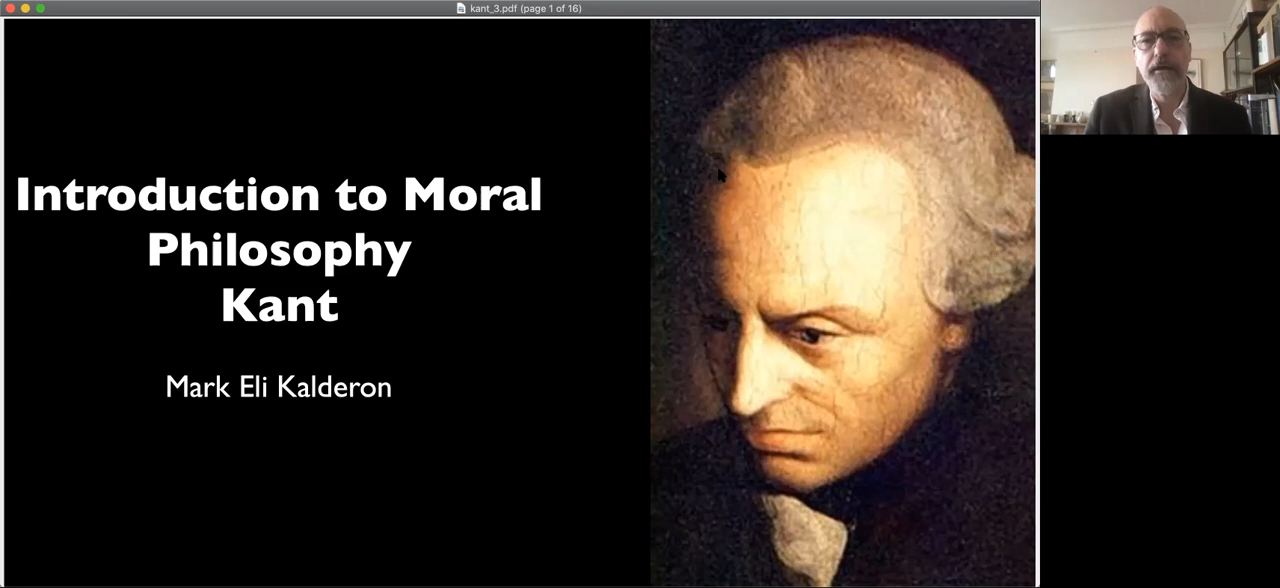 kant_3.pdf (page 1 of 16)
Introduction to Moral
Philosophy
Kant
Mark Eli Kalderon